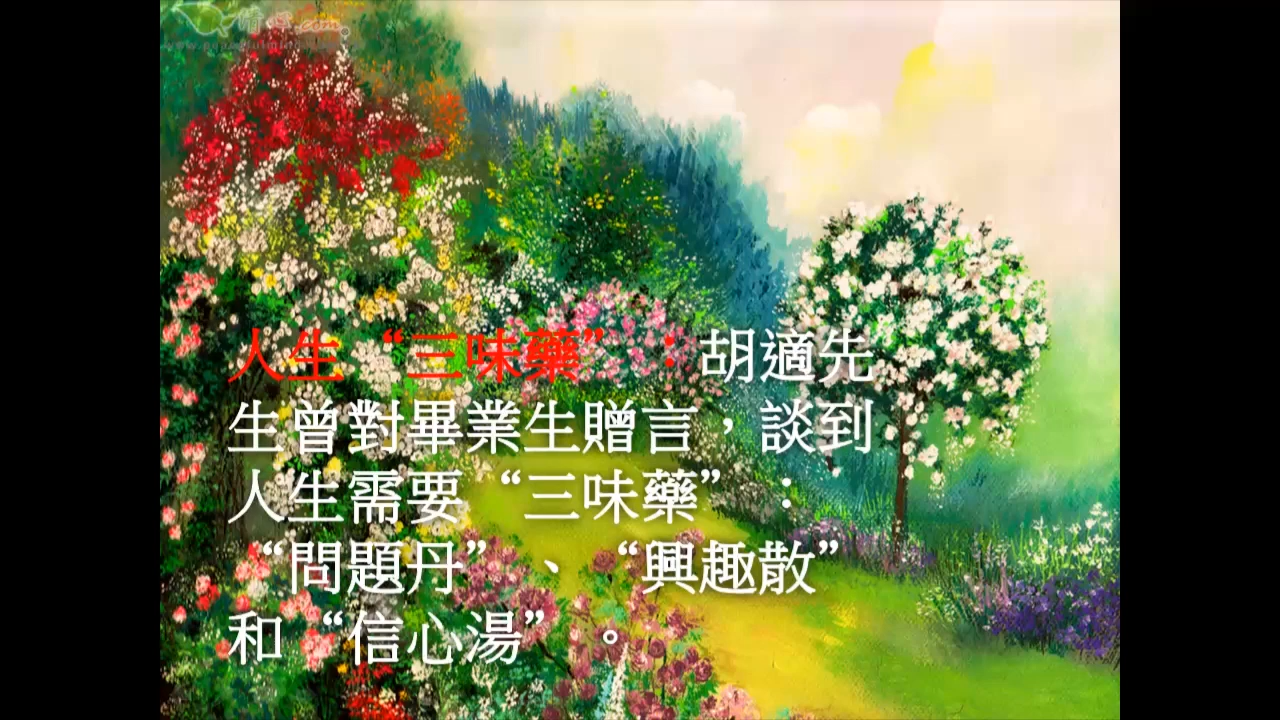 人生“三味藥”：胡適先
生曾對畢業生贈言，談到
人生需要“三味藥”：
“問題丹”、“興趣散”
和“信心湯”。